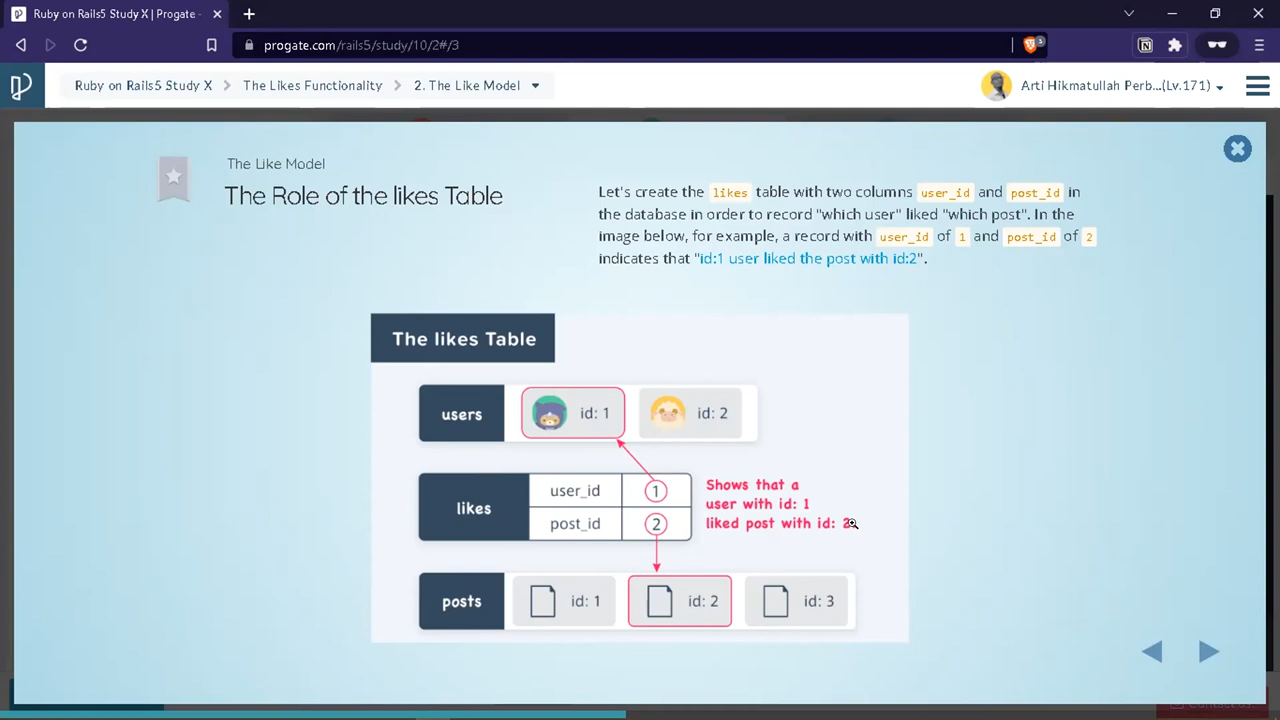 Ruby on Rails5 Study X | Progate -
progate.com/rails5/study/10/2#/3
3
Ruby on Rails5 Study X
The Likes Functionality
2. The Like Model
Arti Hikmatullah Perb...(Lv.171)
The Like Model
The Role of the likes Table
Let's create the likes table with two columns user_id and post_id in
the database in order to record "which user" liked "which post". In the
image below, for example, a record with user_id of 1 and post_id of 2
indicates that "id:1 user liked the post with id:2".
The likes Table
users
id: 1
id: 2
likes
user_id
1
post_id
2
Shows that a
user with id: 1
liked post with id: 2
posts
id: 1
id: 2
id: 3
Contact us